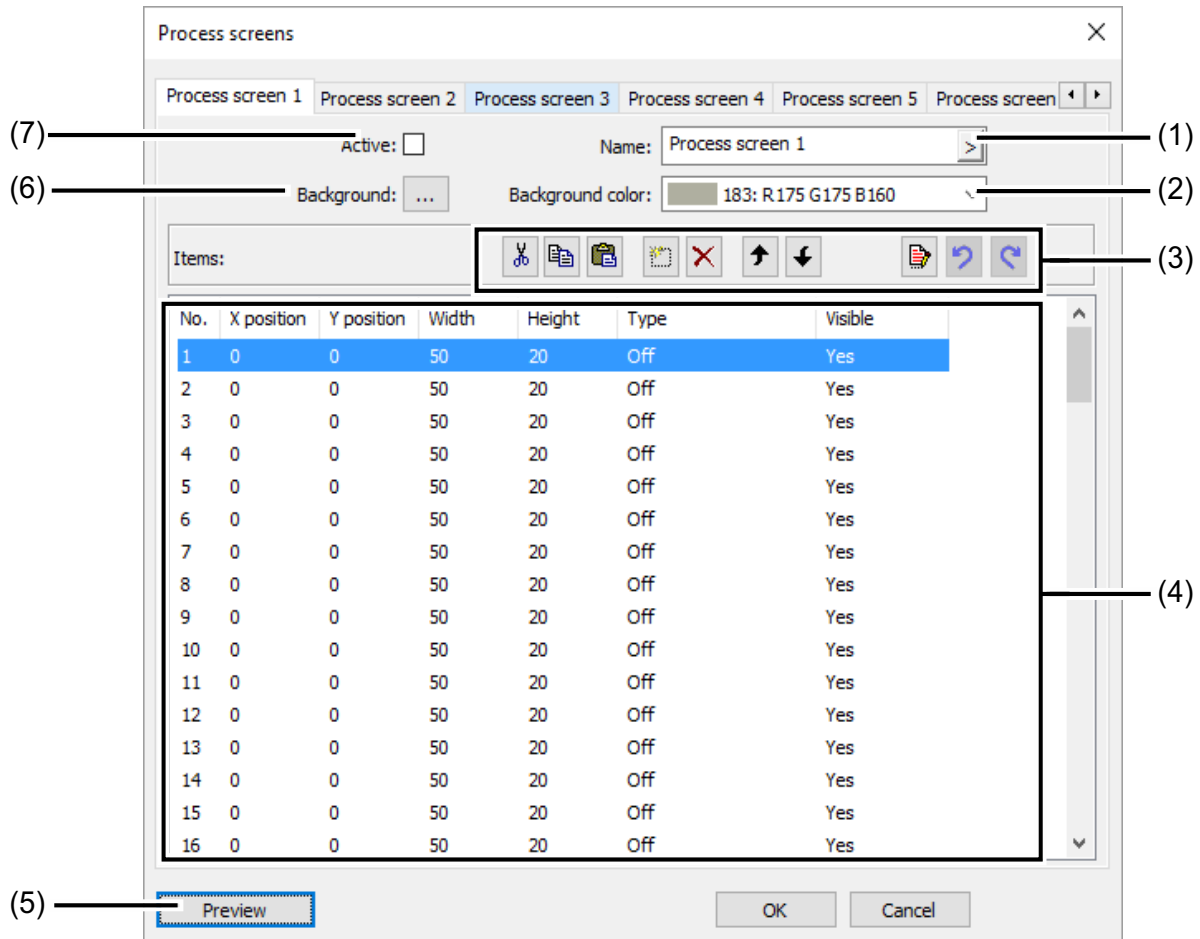 Process screens
Process screen 1 Process screen 2 Process screen 3 Process screen 4 Process screen 5 Process screen
(7) Active: Name: Process screen 1 > (1)
(6) Background: ... Background color: 183: R175 G175 B160 (2)
Items: (3)
No. X position Y position Width Height Type Visible
1 0 0 50 20 Off Yes
2 0 0 50 20 Off Yes
3 0 0 50 20 Off Yes
4 0 0 50 20 Off Yes
5 0 0 50 20 Off Yes
6 0 0 50 20 Off Yes
7 0 0 50 20 Off Yes
8 0 0 50 20 Off Yes (4)
9 0 0 50 20 Off Yes
10 0 0 50 20 Off Yes
11 0 0 50 20 Off Yes
12 0 0 50 20 Off Yes
13 0 0 50 20 Off Yes
14 0 0 50 20 Off Yes
15 0 0 50 20 Off Yes
16 0 0 50 20 Off Yes
(5) Preview OK Cancel